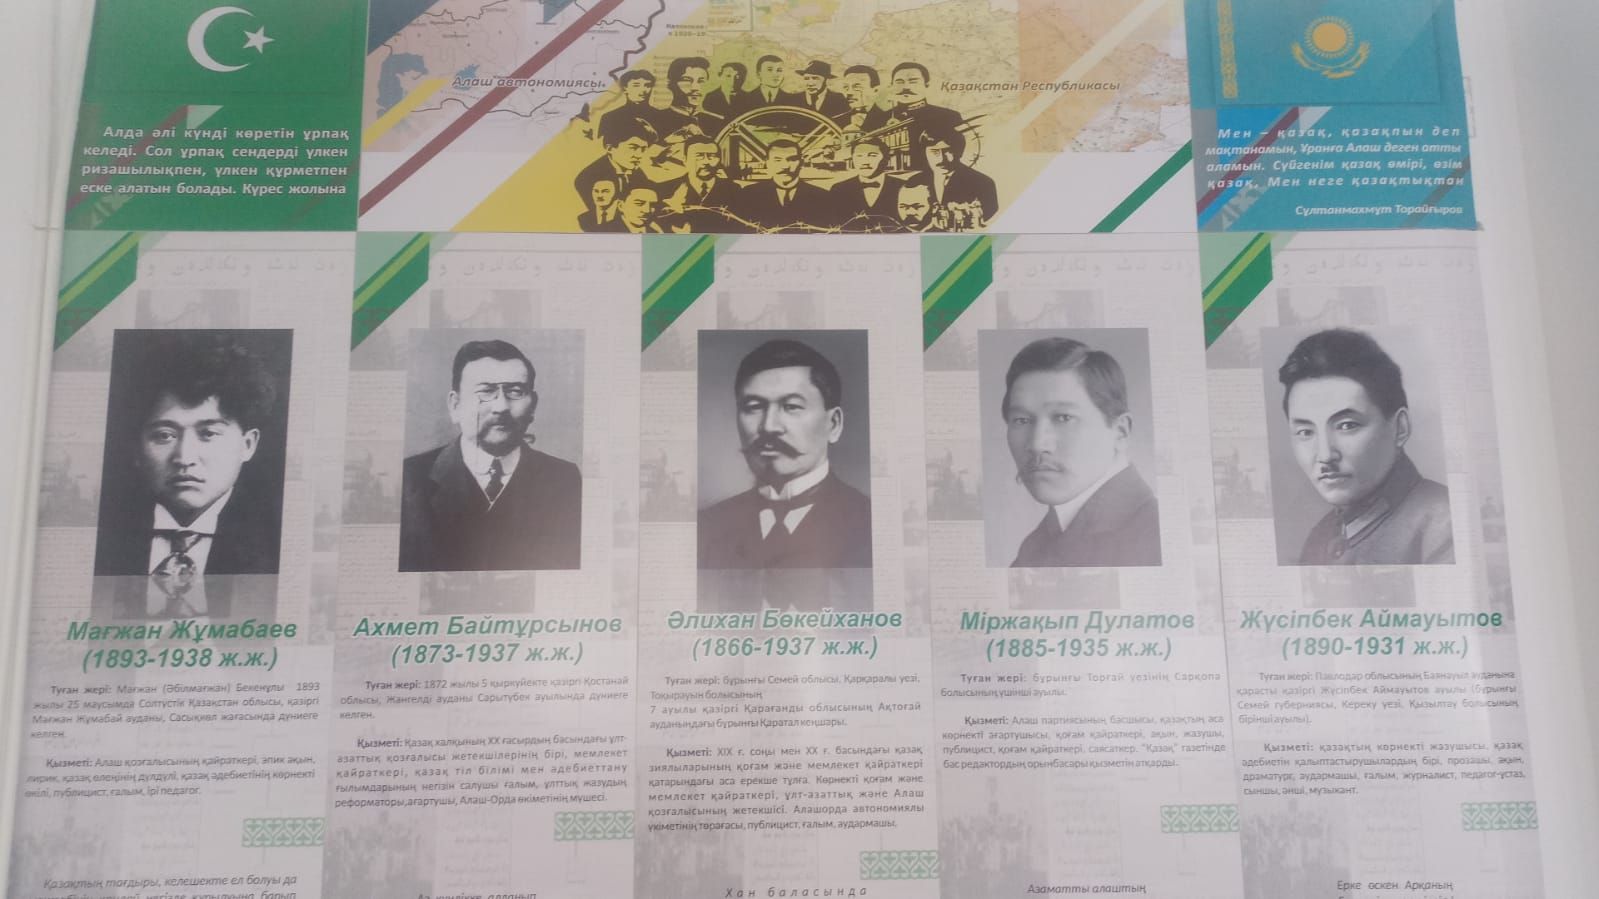 Алаш автономиясы
Қазақстан Республикасы
Алда әлі күнді көретін ұрпақ
келеді. Сол ұрпақ сендерді үлкен
ризашылықпен, үлкен құрметпен
еске алатын болады. Күрес жолына
Мен – қазақ, қазақпын деп
мақтанамын, Ұранға Алаш деген атты
аламын. Сүйгенім қазақ өмірі, өзім
қазақ, Мен неге қазақтықтан
Сұлтанмахмұт Торайғыров
Мағжан Жұмабаев
(1893-1938 ж.ж.)
Туған жері: Мағжан (Әбілмағжан) Бекенұлы 1893
жылы 25 маусымда Солтүстік Қазақстан облысы, қазіргі
Мағжан Жұмабай ауданы, Сасықкөл жағасында дүниеге
келген.
Қызметі: Алаш қозғалысының қайраткері, эпик ақын,
лирик, қазақ өлеңінің дүлдүлі, қазақ әдебиетінің көрнекті
өкілі, публицист, ғалым, ірі педагог.
Қазақтың тағдыры, келешекте ел болуы да
Ахмет Байтұрсынов
(1873-1937 ж.ж.)
Туған жері: 1872 жылы 5 қыркүйекте қазіргі Қостанай
облысы, Жангелді ауданы Сарытүбек ауылында дүниеге
келген.
Қызметі: Қазақ халқының XX ғасырдың басындағы ұлт-
азаттық қозғалысы жетекшілерінің бірі, мемлекет
қайраткері, қазақ тіл білімі мен әдебиеттану
ғылымдарының негізін салушы ғалым, ұлттық жазудың
реформаторы,ағартушы, Алаш-Орда өкіметінің мүшесі.
Әлихан Бөкейханов
(1866-1937 ж.ж.)
Туған жері: бұрынғы Семей облысы, Қарқаралы уезі,
Тоқырауын болысының
7 ауылы қазіргі Қарағанды облысының Ақтоғай
ауданындағы бұрынғы Қаратал кеңшары.
Қызметі: XIX ғ. соңы мен XX ғ. басындағы қазақ
зиялыларының қоғам және мемлекет қайраткері
қатарындағы аса ерекше тұлға. Көрнекті қоғам және
мемлекет қайраткері, ұлт-азаттық және Алаш
қозғалысының жетекшісі. Алашорда автономиялы
үкіметінің төрағасы, публицист, ғалым, аудармашы.
Хан баласында
Міржақып Дулатов
(1885-1935 ж.ж.)
Туған жері: бұрынғы Торғай уезінің Сарқопа
болысының үшінші ауылы.
Қызметі: Алаш партиясының басшысы, қазақтың аса
көрнекті ағартушысы, қоғам қайраткері, ақын, жазушы,
публицист, қоғам қайраткері, саясаткер. "Қазақ" газетінде
бас редактордың орынбасары қызметін атқарды.
Азаматты алаштың
Жүсіпбек Аймауытов
(1890-1931 ж.ж.)
Туған жері: Павлодар облысының Баянауыл ауданына
қарасты қазіргі Жүсіпбек Аймауытов ауылы (бұрынғы
Семей губерниясы, Кереку уезі, Қызылтау болысының
бірінші ауылы).
Қызметі: қазақтың көрнекті жазушысы, қазақ
әдебиетін қалыптастырушылардың бірі, прозашы, ақын,
драматург, аудармашы, ғалым, журналист, педагог-ұстаз,
сыншы, әнші, музыкант.
Ерке өскен Арқаның